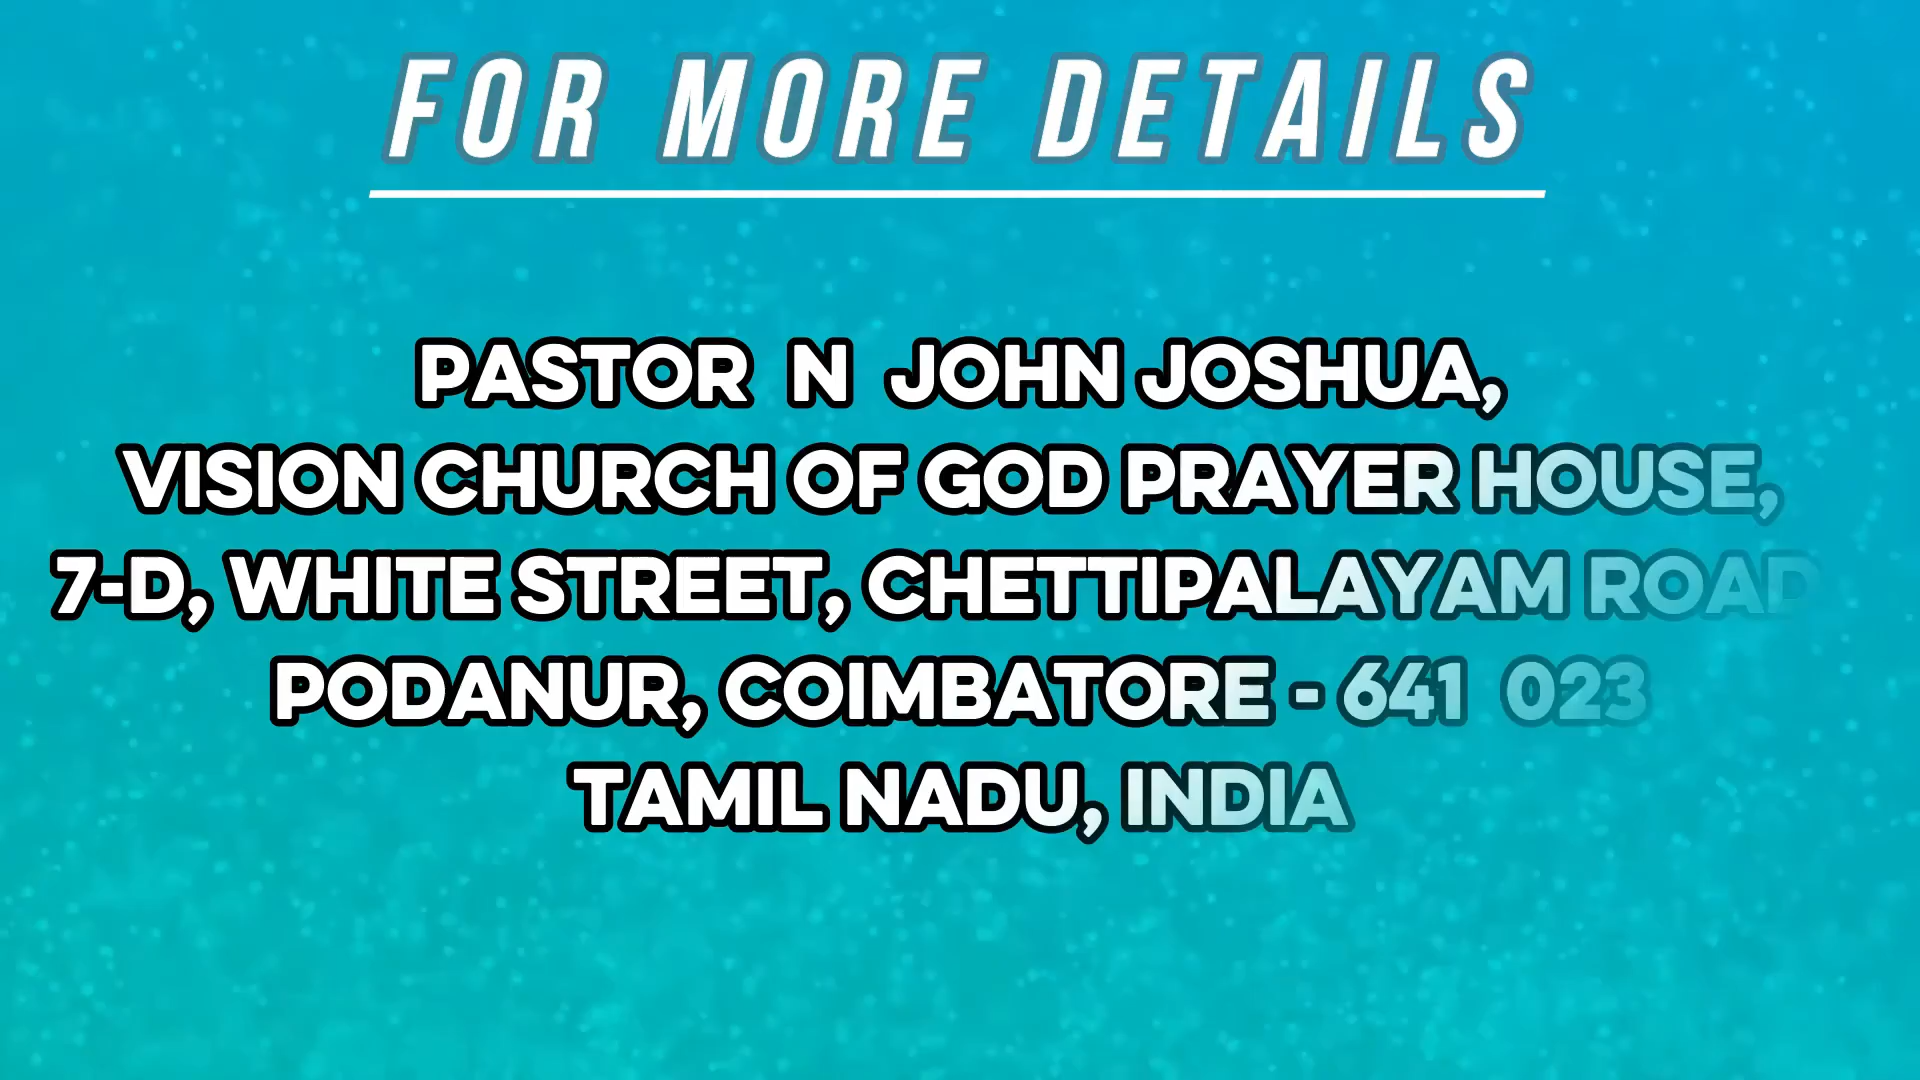 FOR MORE DETAILS
PASTOR N JOHN JOSHUA,
VISION CHURCH OF GOD PRAYER HOUSE,
7-D, WHITE STREET, CHETTIPALAYAM ROAD
PODANUR, COIMBATORE - 641 023
TAMIL NADU, INDIA